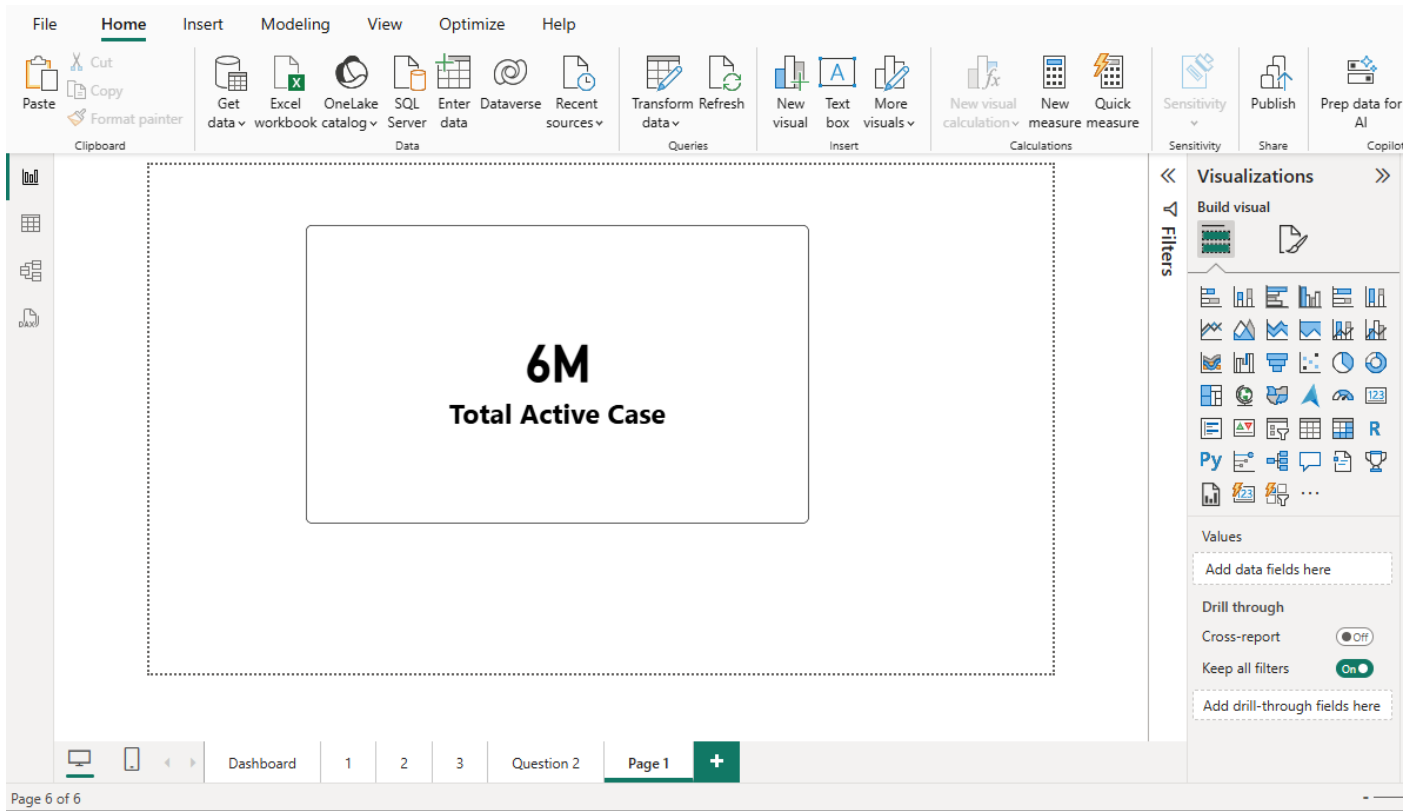 File Home Insert Modeling View Optimize Help
Paste
Cut
Copy
Format painter
Clipboard
Get data
Excel workbook
OneLake catalog
SQL Server
Enter data
Dataverse
Recent sources
Data
Transform data
Refresh
Queries
New visual
Text box
More visuals
Insert
New visual calculation
New measure
Quick measure
Calculations
Sensitivity
Sensitivity
Publish
Share
Prep data for AI
Copilot
DAX
6M
Total Active Case
Filters
Visualizations
Build visual
123
R
Py
123
Values
Add data fields here
Drill through
Cross-report Off
Keep all filters On
Add drill-through fields here
Dashboard 1 2 3 Question 2 Page 1 +
Page 6 of 6